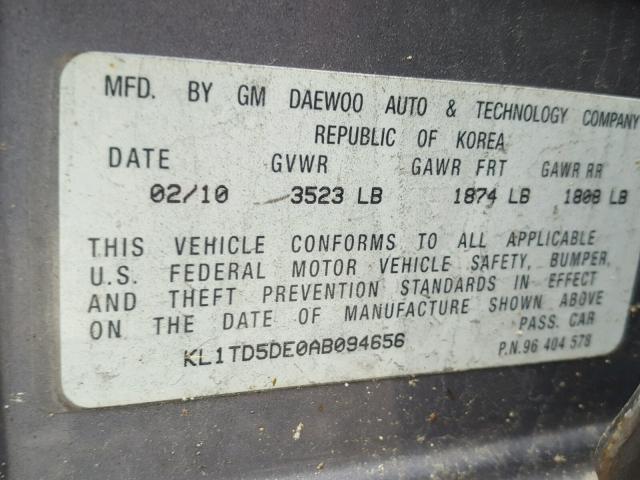 MFD. BY GM DAEWOO AUTO & TECHNOLOGY COMPANY
REPUBLIC OF KOREA
DATE GVWR GAWR FRT GAWR RR
02/10 3523 LB 1874 LB 1808 LB
THIS VEHICLE CONFORMS TO ALL APPLICABLE
U.S. FEDERAL MOTOR VEHICLE SAFETY, BUMPER,
AND THEFT PREVENTION STANDARDS IN EFFECT
ON THE DATE OF MANUFACTURE SHOWN ABOVE
PASS. CAR
KL1TD5DE0AB094656 P.N.96 404 578